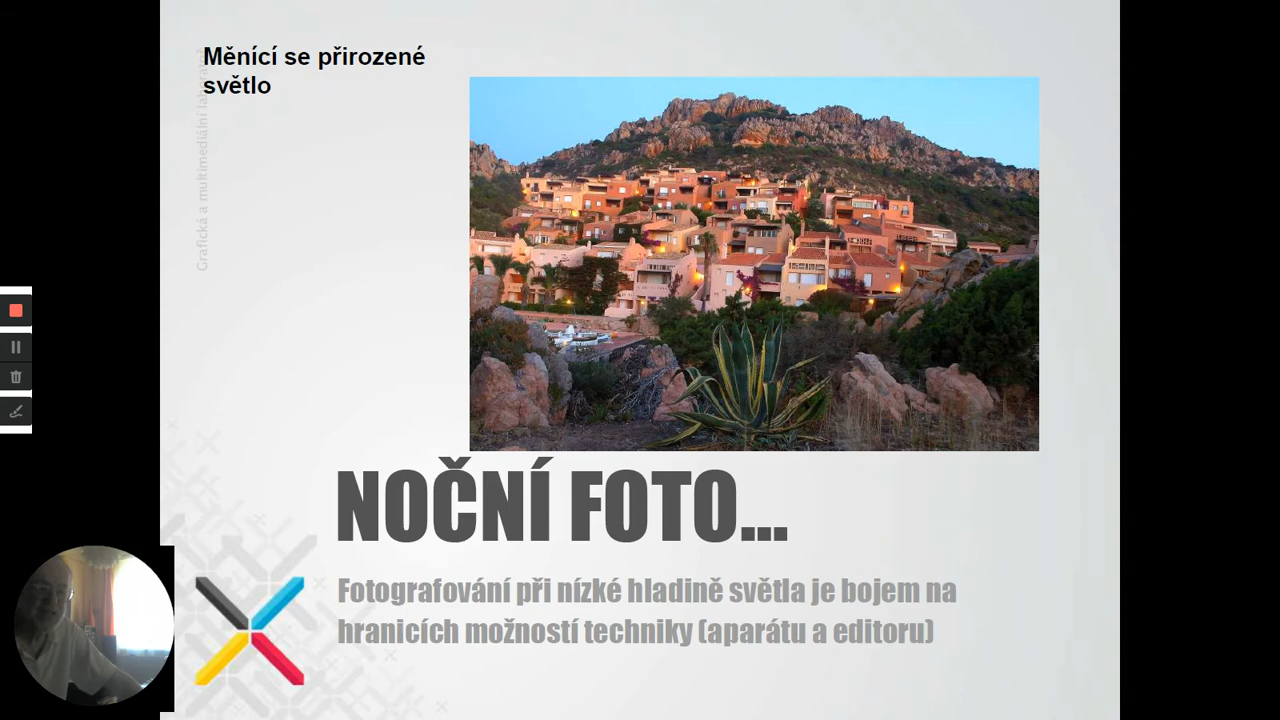 Měnící se přirozené
světlo
Grafická a multimediální laboratoř
NOČNÍ FOTO...
Fotografování při nízké hladině světla je bojem na
hranicích možností techniky (aparátu a editoru)